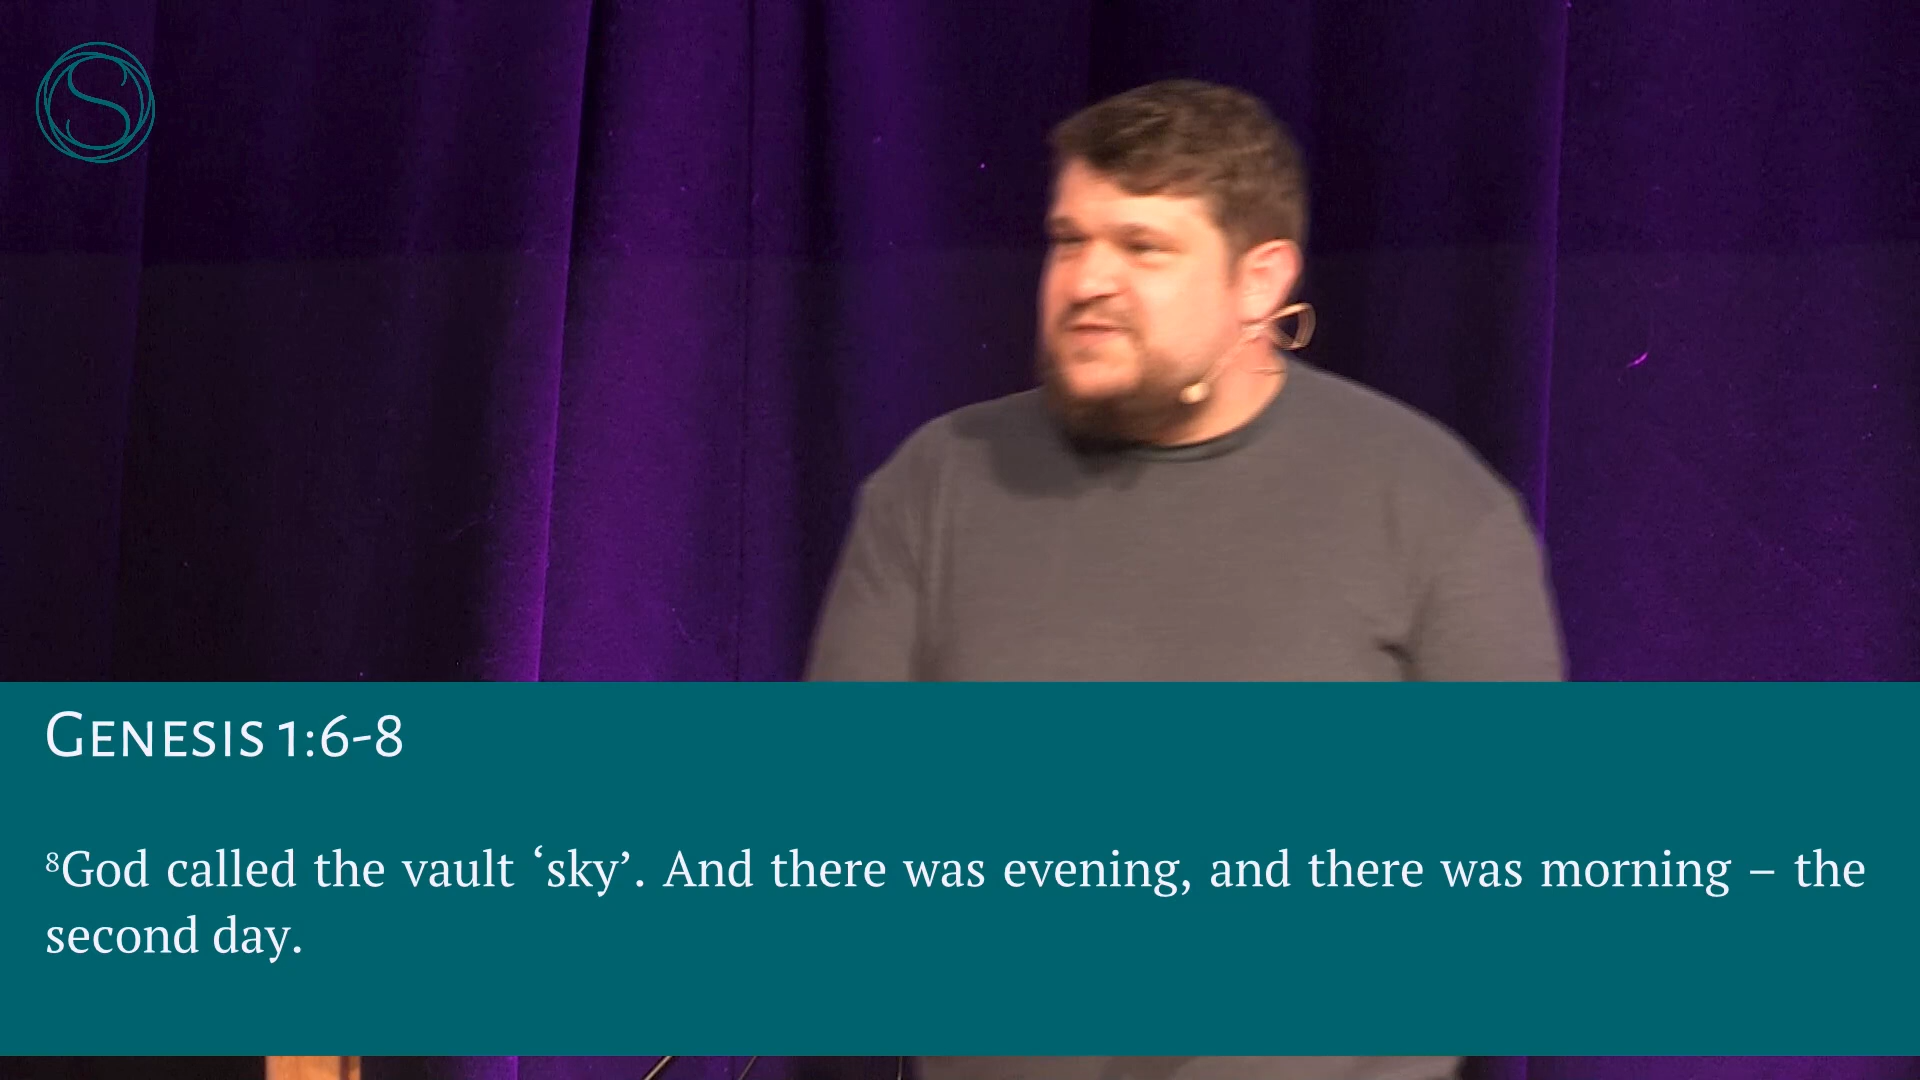 S
GENESIS 1:6-8
⁸God called the vault ‘sky’. And there was evening, and there was morning – the
second day.